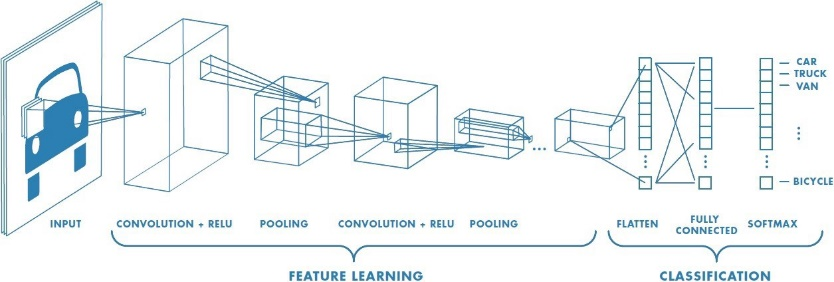 CAR
TRUCK
VAN
BICYCLE
INPUT
CONVOLUTION + RELU
POOLING
CONVOLUTION + RELU
POOLING
FLATTEN
FULLY
CONNECTED
SOFTMAX
FEATURE LEARNING
CLASSIFICATION